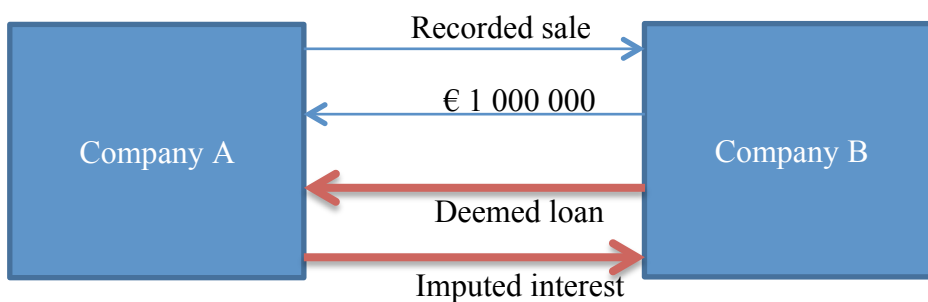 Recorded sale
€ 1 000 000
Company A
Company B
Deemed loan
Imputed interest